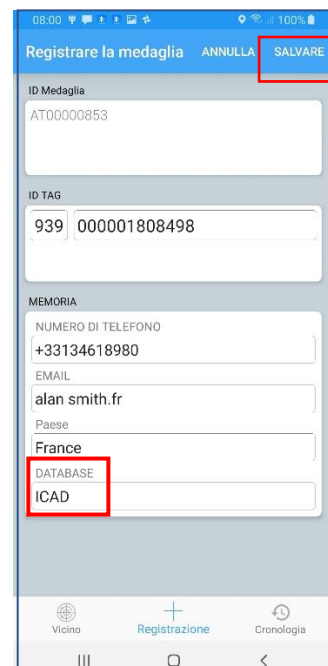 08:00 100%
Registrare la medaglia ANNULLA SALVARE
ID Medaglia
AT00000853
ID TAG
939 000001808498
MEMORIA
NUMERO DI TELEFONO
+33134618980
EMAIL
alan smith.fr
Paese
France
DATABASE
ICAD
Vicino Registrazione Cronologia